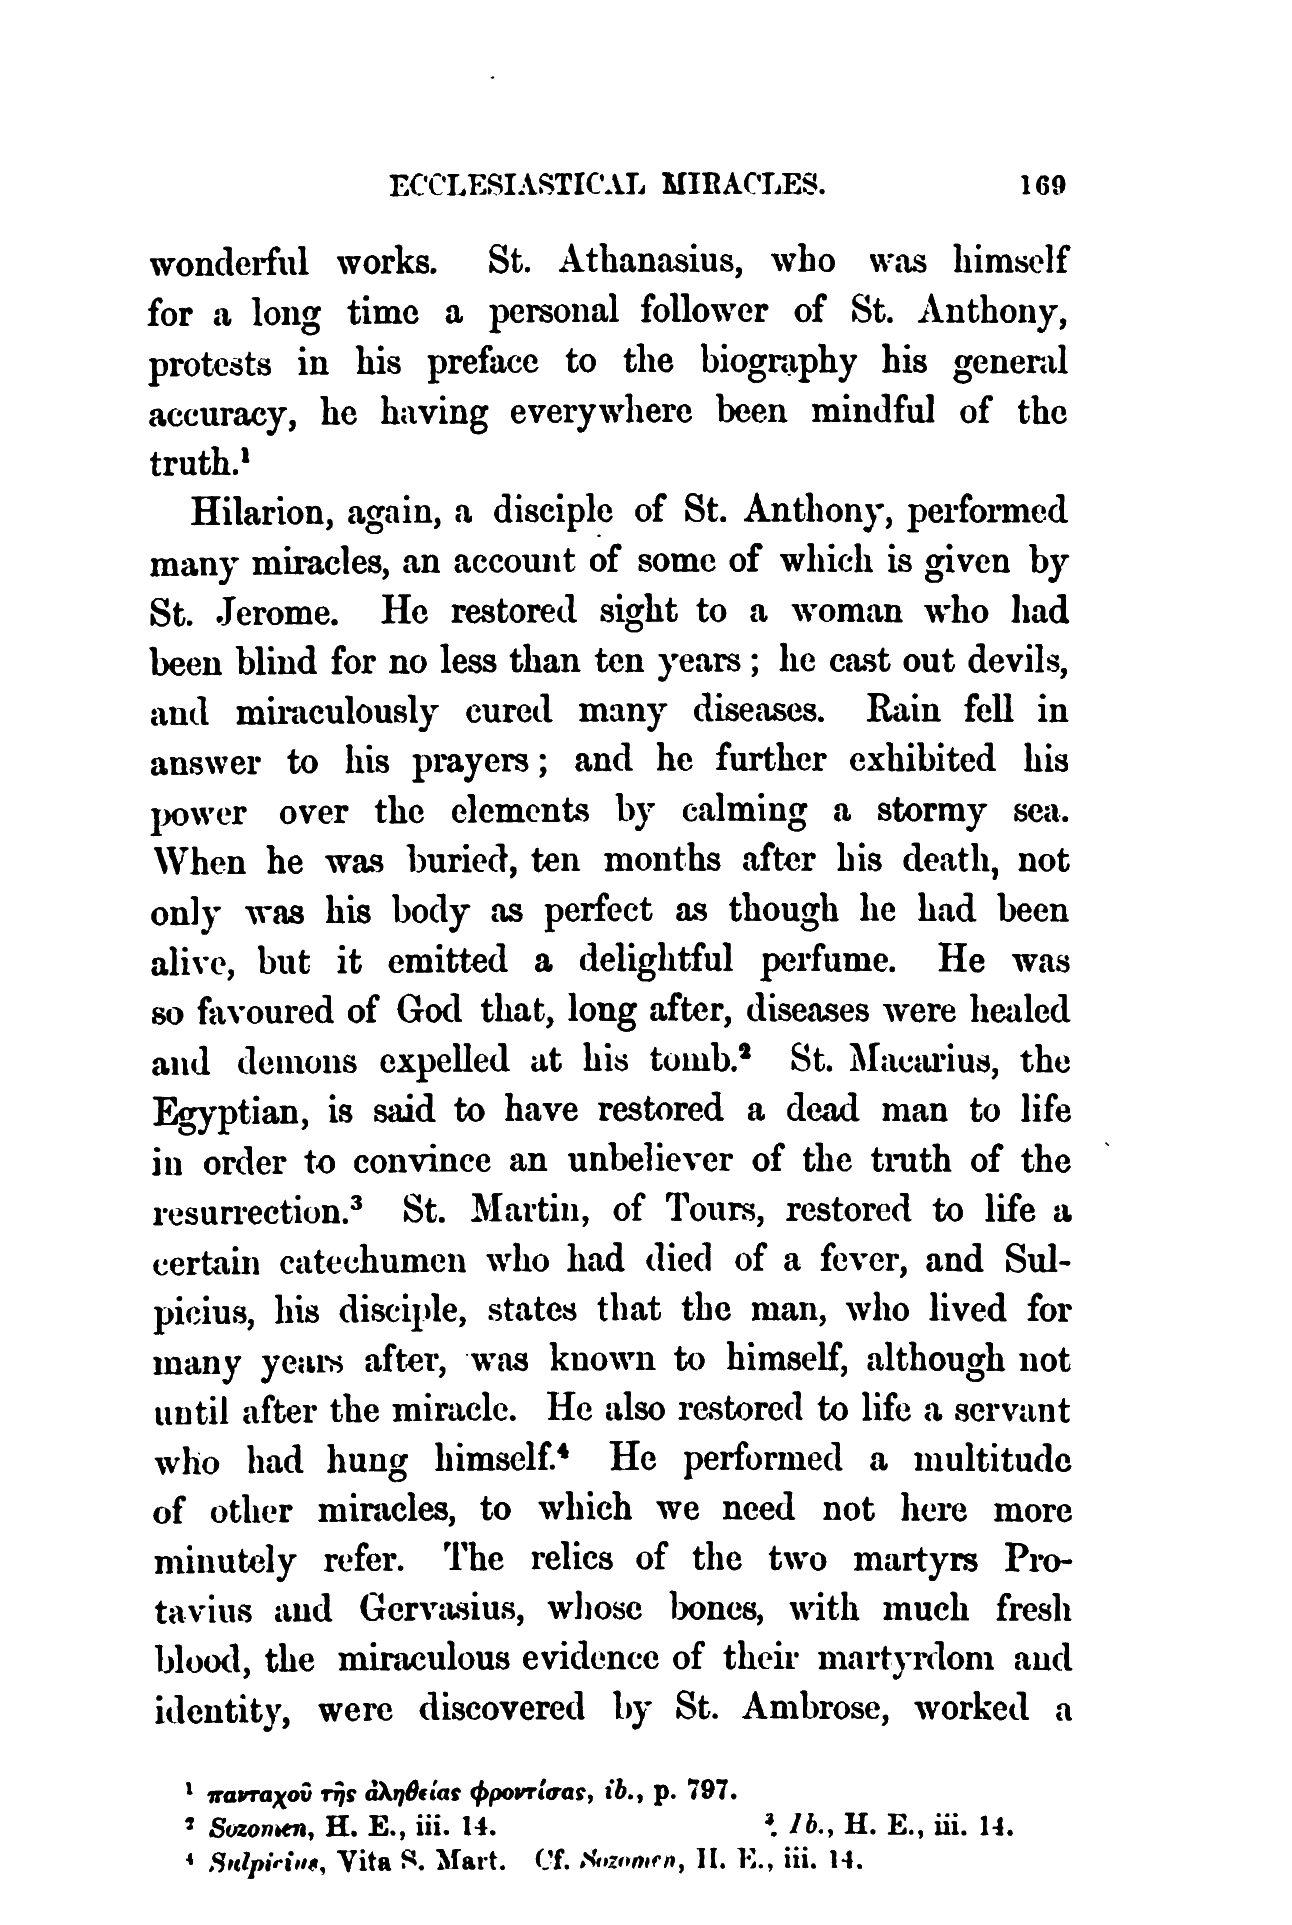 ECCLESIASTICAL MIRACLES. 169
wonderful works. St. Athanasius, who was himself
for a long time a personal follower of St. Anthony,
protests in his preface to the biography his general
accuracy, he having everywhere been mindful of the
truth.¹
Hilarion, again, a disciple of St. Anthony, performed
many miracles, an account of some of which is given by
St. Jerome. He restored sight to a woman who had
been blind for no less than ten years; he cast out devils,
and miraculously cured many diseases. Rain fell in
answer to his prayers; and he further exhibited his
power over the elements by calming a stormy sea.
When he was buried, ten months after his death, not
only was his body as perfect as though he had been
alive, but it emitted a delightful perfume. He was
so favoured of God that, long after, diseases were healed
and demons expelled at his tomb.² St. Macarius, the
Egyptian, is said to have restored a dead man to life
in order to convince an unbeliever of the truth of the
resurrection.³ St. Martin, of Tours, restored to life a
certain catechumen who had died of a fever, and Sul-
picius, his disciple, states that the man, who lived for
many years after, was known to himself, although not
until after the miracle. He also restored to life a servant
who had hung himself.⁴ He performed a multitude
of other miracles, to which we need not here more
minutely refer. The relics of the two martyrs Pro-
tavius and Gervasius, whose bones, with much fresh
blood, the miraculous evidence of their martyrdom and
identity, were discovered by St. Ambrose, worked a
¹ πανταχοῦ τῆς ἀληθείας φροντίσας, ib., p. 797.
² Sozomen, H. E., iii. 14. ³ Ib., H. E., iii. 14.
⁴ Sulpicius, Vita S. Mart. Cf. Sozomen, H. E., iii. 14.